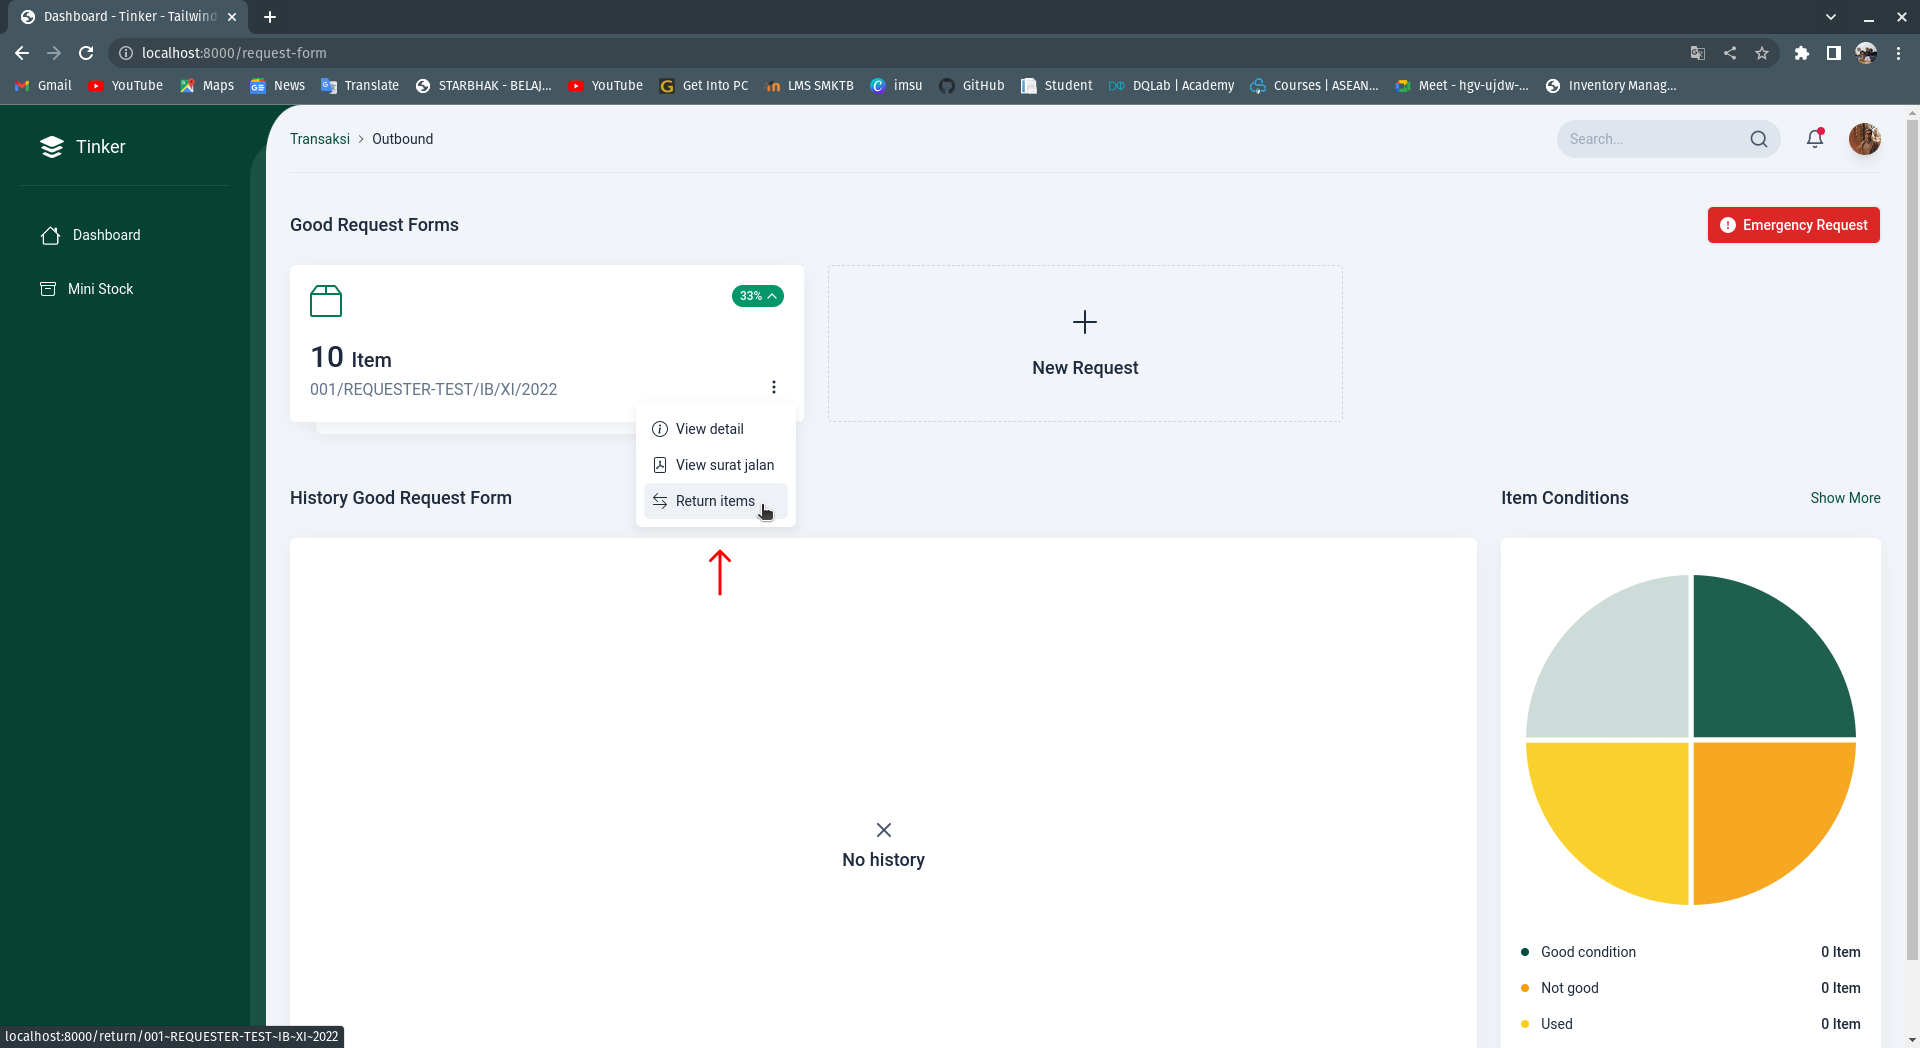 Dashboard - Tinker - Tailwind
localhost:8000/request-form
Gmail YouTube Maps News Translate STARBHAK - BELAJ... YouTube Get Into PC LMS SMKTB imsu GitHub Student DQLab | Academy Courses | ASEAN... Meet - hgv-ujdw-... Inventory Manag...
Tinker
Dashboard
Mini Stock
Transaksi > Outbound
Search...
Good Request Forms
Emergency Request
33%
10 Item
001/REQUESTER-TEST/IB/XI/2022
New Request
View detail
View surat jalan
Return items
History Good Request Form
No history
Item Conditions
Show More
Good condition 0 Item
Not good 0 Item
Used 0 Item
localhost:8000/return/001~REQUESTER-TEST~IB~XI~2022